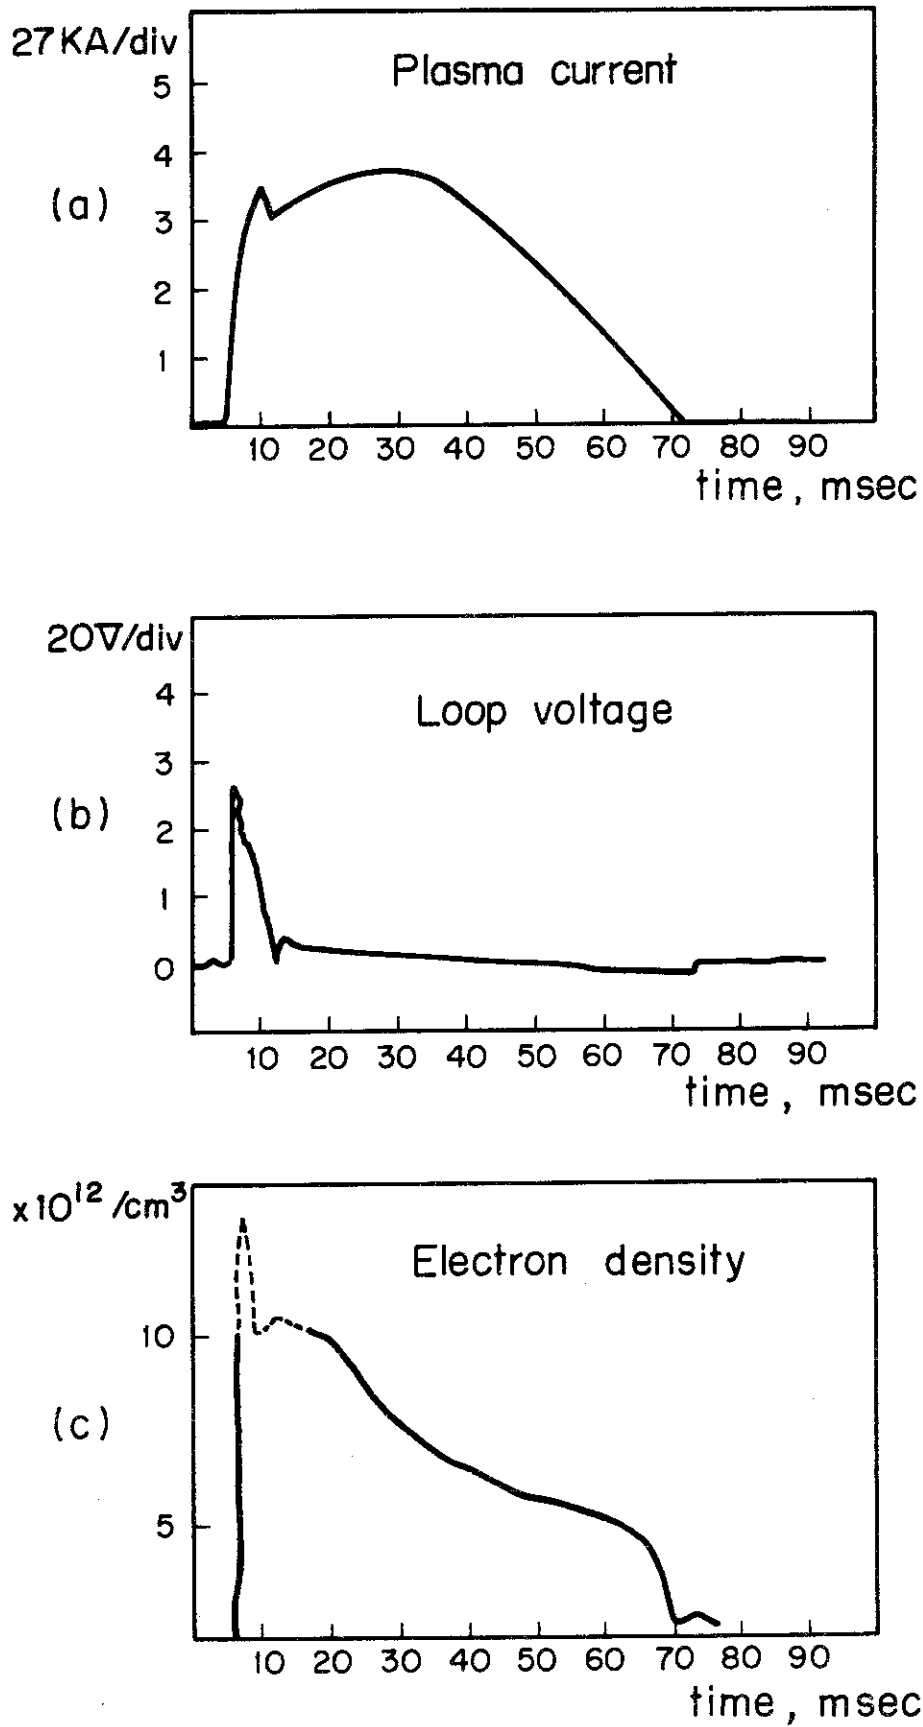 27KA/div
Plasma current
5
4
(a)
3
2
1
10 20 30 40 50 60 70 80 90
time, msec
20V/div
Loop voltage
4
3
(b)
2
1
0
10 20 30 40 50 60 70 80 90
time, msec
x10¹²/cm³
Electron density
10
(c)
5
10 20 30 40 50 60 70 80 90
time, msec